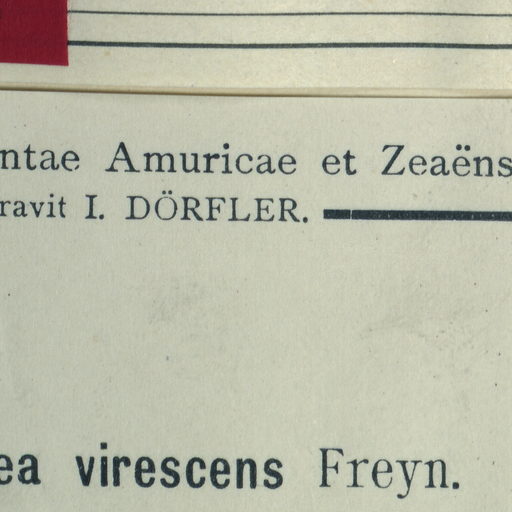 ntae Amuricae et Zeaëns
ravit I. DÖRFLER.
ea virescens Freyn.